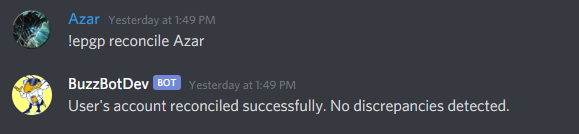 Azar Yesterday at 1:49 PM
!epgp reconcile Azar
BuzzBotDev BOT Yesterday at 1:49 PM
User's account reconciled successfully. No discrepancies detected.